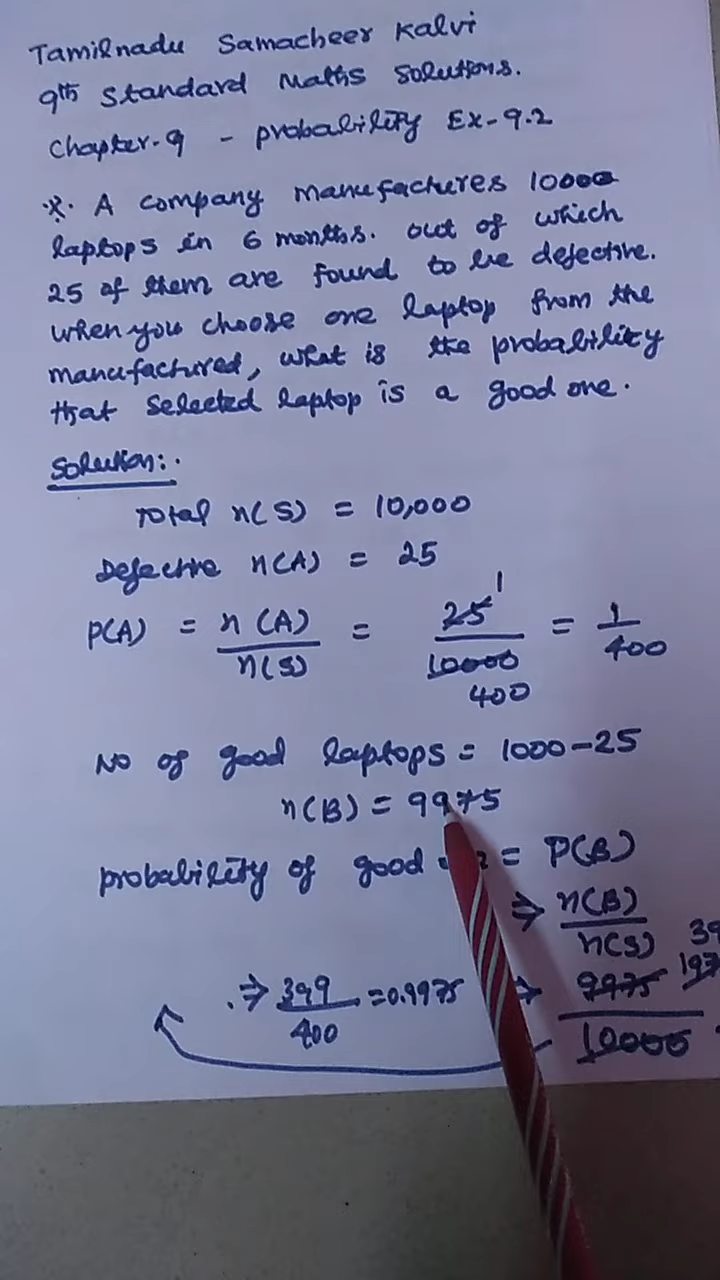 Tamilnadu Samacheer Kalvi
9th Standard Maths Solutions.
Chapter-9 - probability Ex-9.2
*. A company manufactures 10000
laptops in 6 months. out of which
25 of them are found to be defective.
when you choose one laptop from the
manufactured, what is the probability
that selected laptop is a good one.
Solution:.
Total n(S) = 10,000
Defective n(A) = 25
P(A) = n(A)/n(S) = 25/10000 = 1/400
1
400
No of good laptops = 1000-25
n(B) = 9975
probability of good = P(B)
⇒ n(B)/n(S)
⇒ 399/400 = 0.9975 ⇒ 9975/10000